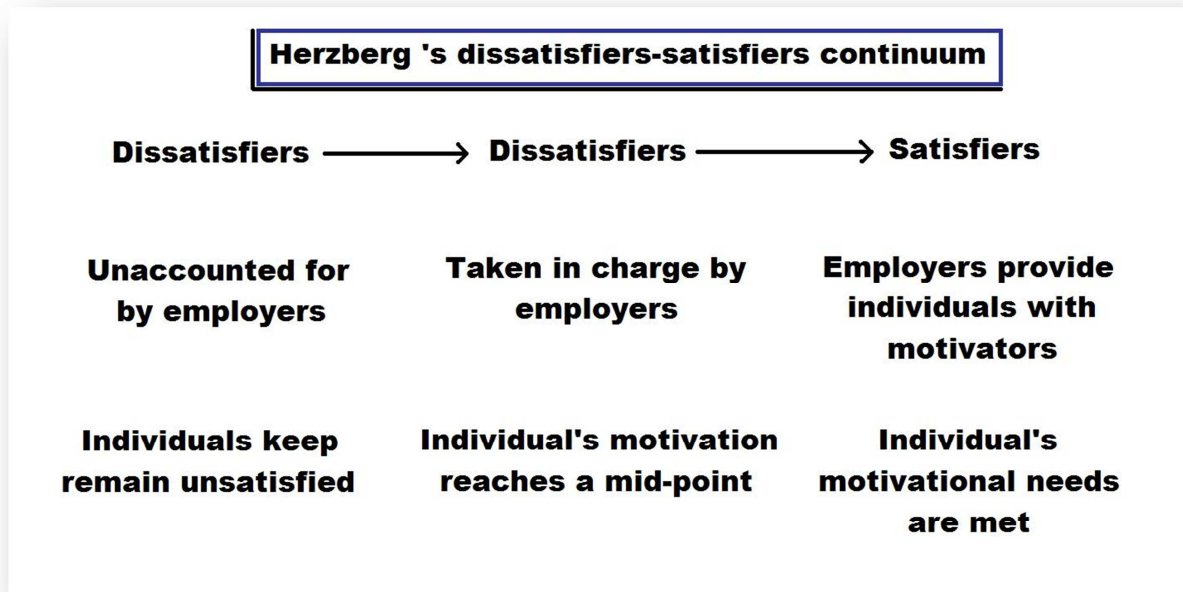 Herzberg 's dissatisfiers-satisfiers continuum
Dissatisfiers Dissatisfiers Satisfiers
Unaccounted for
by employers
Taken in charge by
employers
Employers provide
individuals with
motivators
Individuals keep
remain unsatisfied
Individual's motivation
reaches a mid-point
Individual's
motivational needs
are met